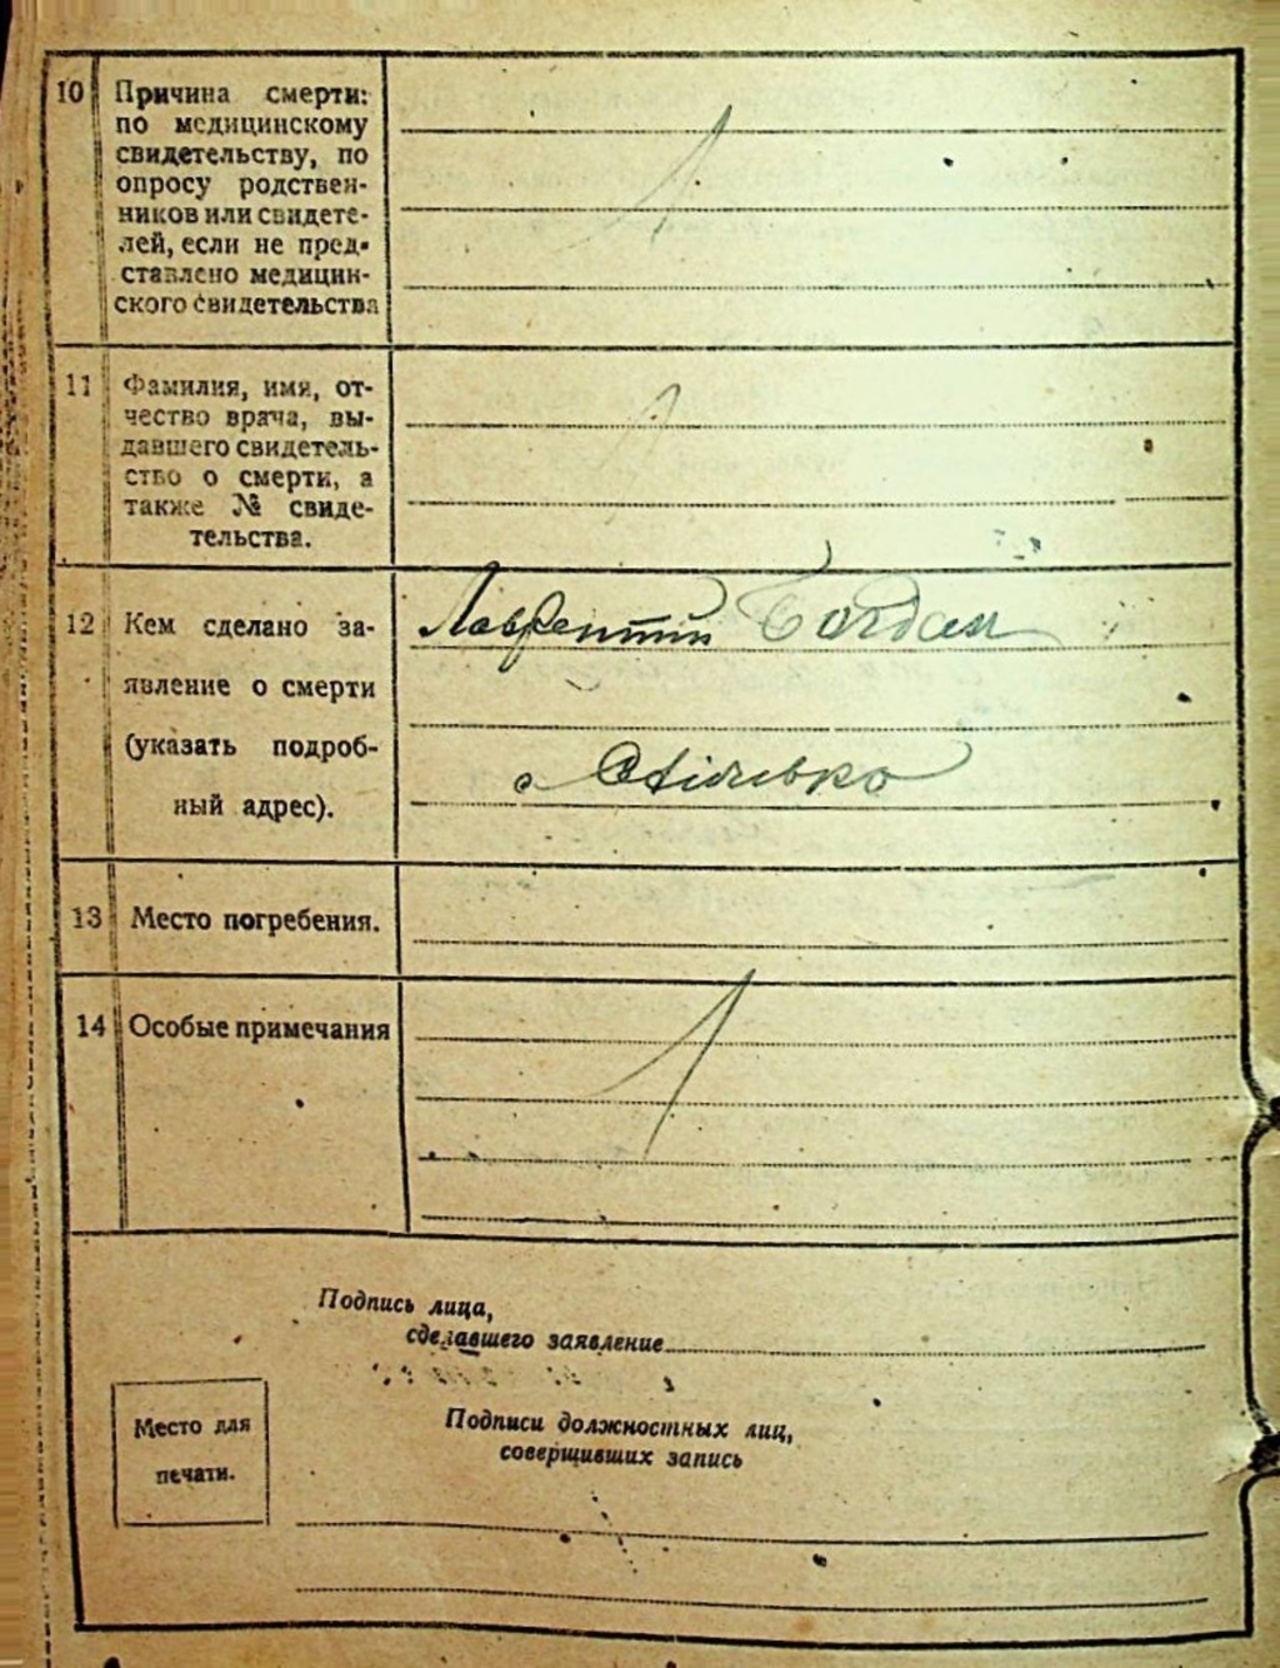 10 Причина смерти:
по медицинскому
свидетельству, по
опросу родствен-
ников или свидете-
лей, если не пред-
ставлено медицин-
ского свидетельства
11 Фамилия, имя, от-
чество врача, вы-
давшего свидетель-
ство о смерти, а
также № свиде-
тельства.
12 Кем сделано за- Лаврентий Богдан
явление о смерти
(указать подроб-
ный адрес).
13 Место погребения.
14 Особые примечания
Подпись лица,
сделавшего заявление
Подписи должностных лиц,
совершивших запись
Место для
печати.